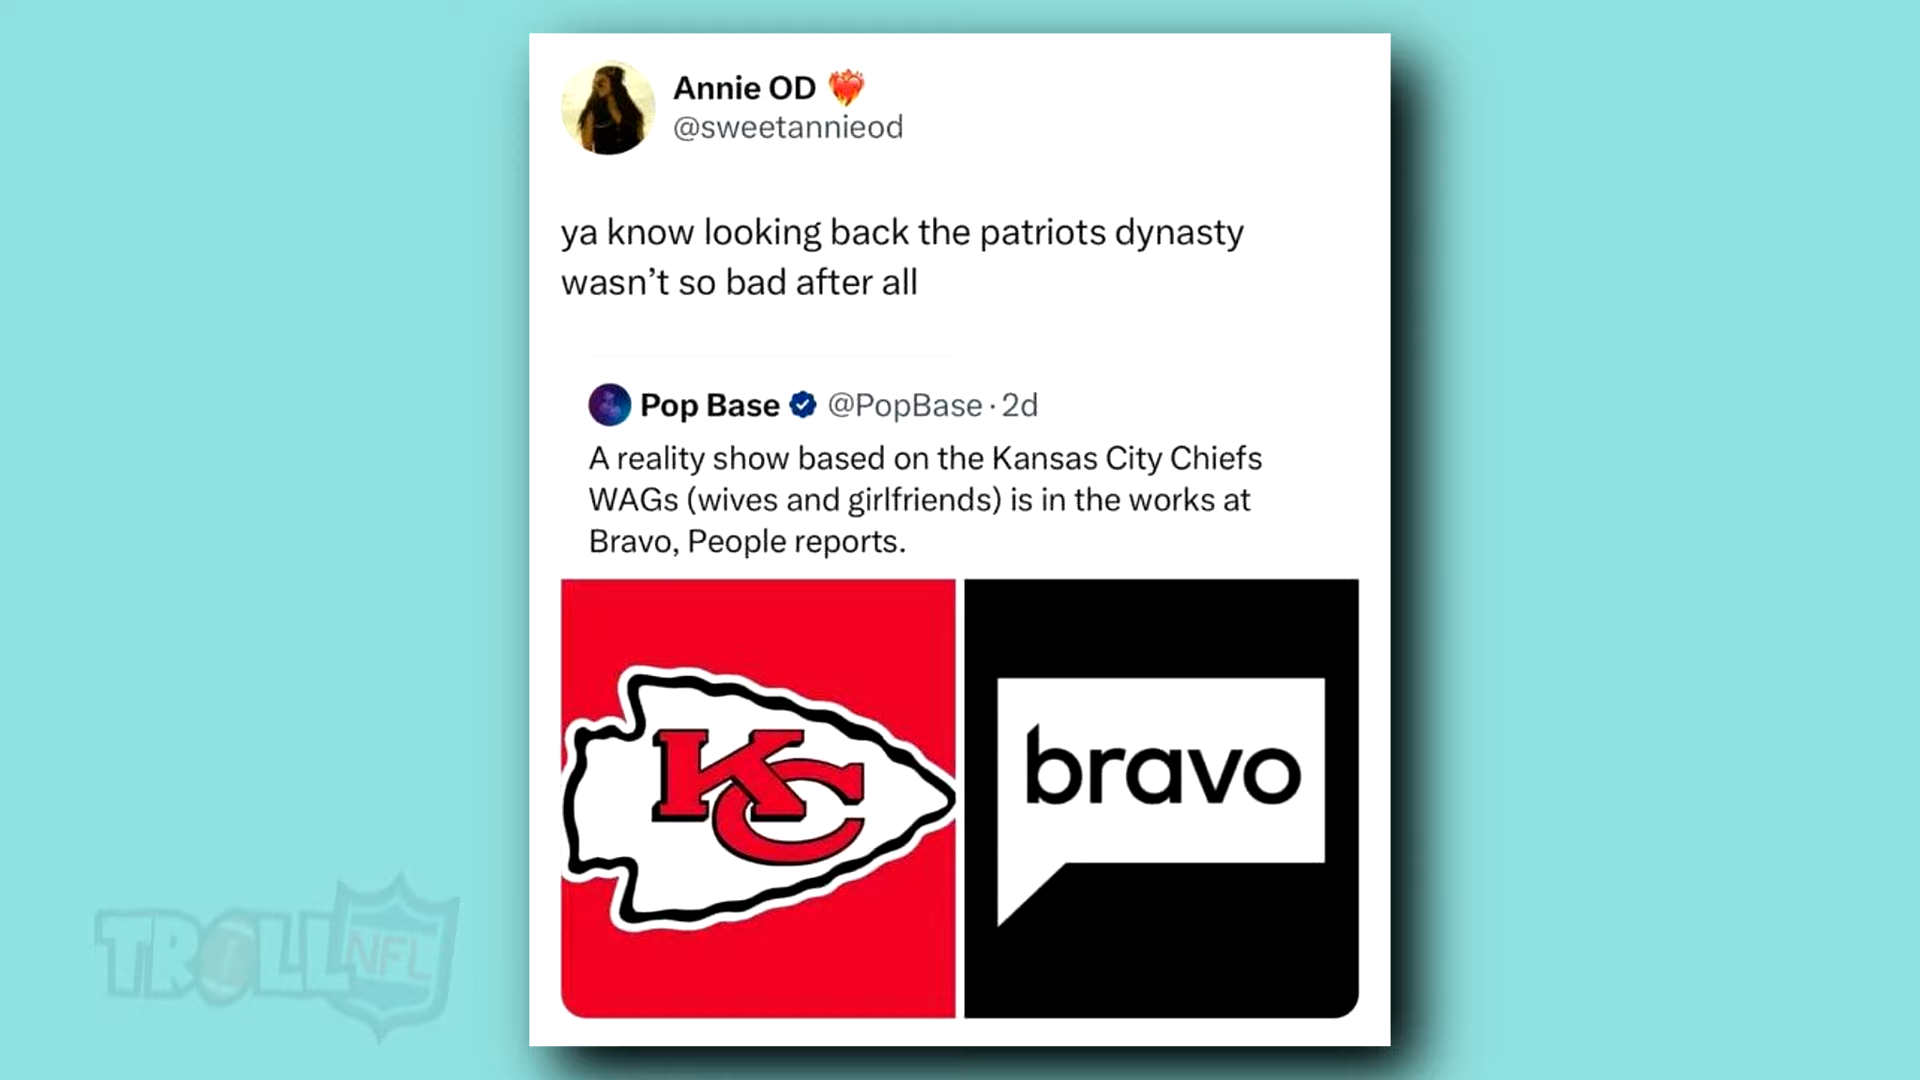 Annie OD
@sweetannieod
ya know looking back the patriots dynasty
wasn’t so bad after all
Pop Base @PopBase · 2d
A reality show based on the Kansas City Chiefs
WAGs (wives and girlfriends) is in the works at
Bravo, People reports.
KC
bravo
TROLL NFL